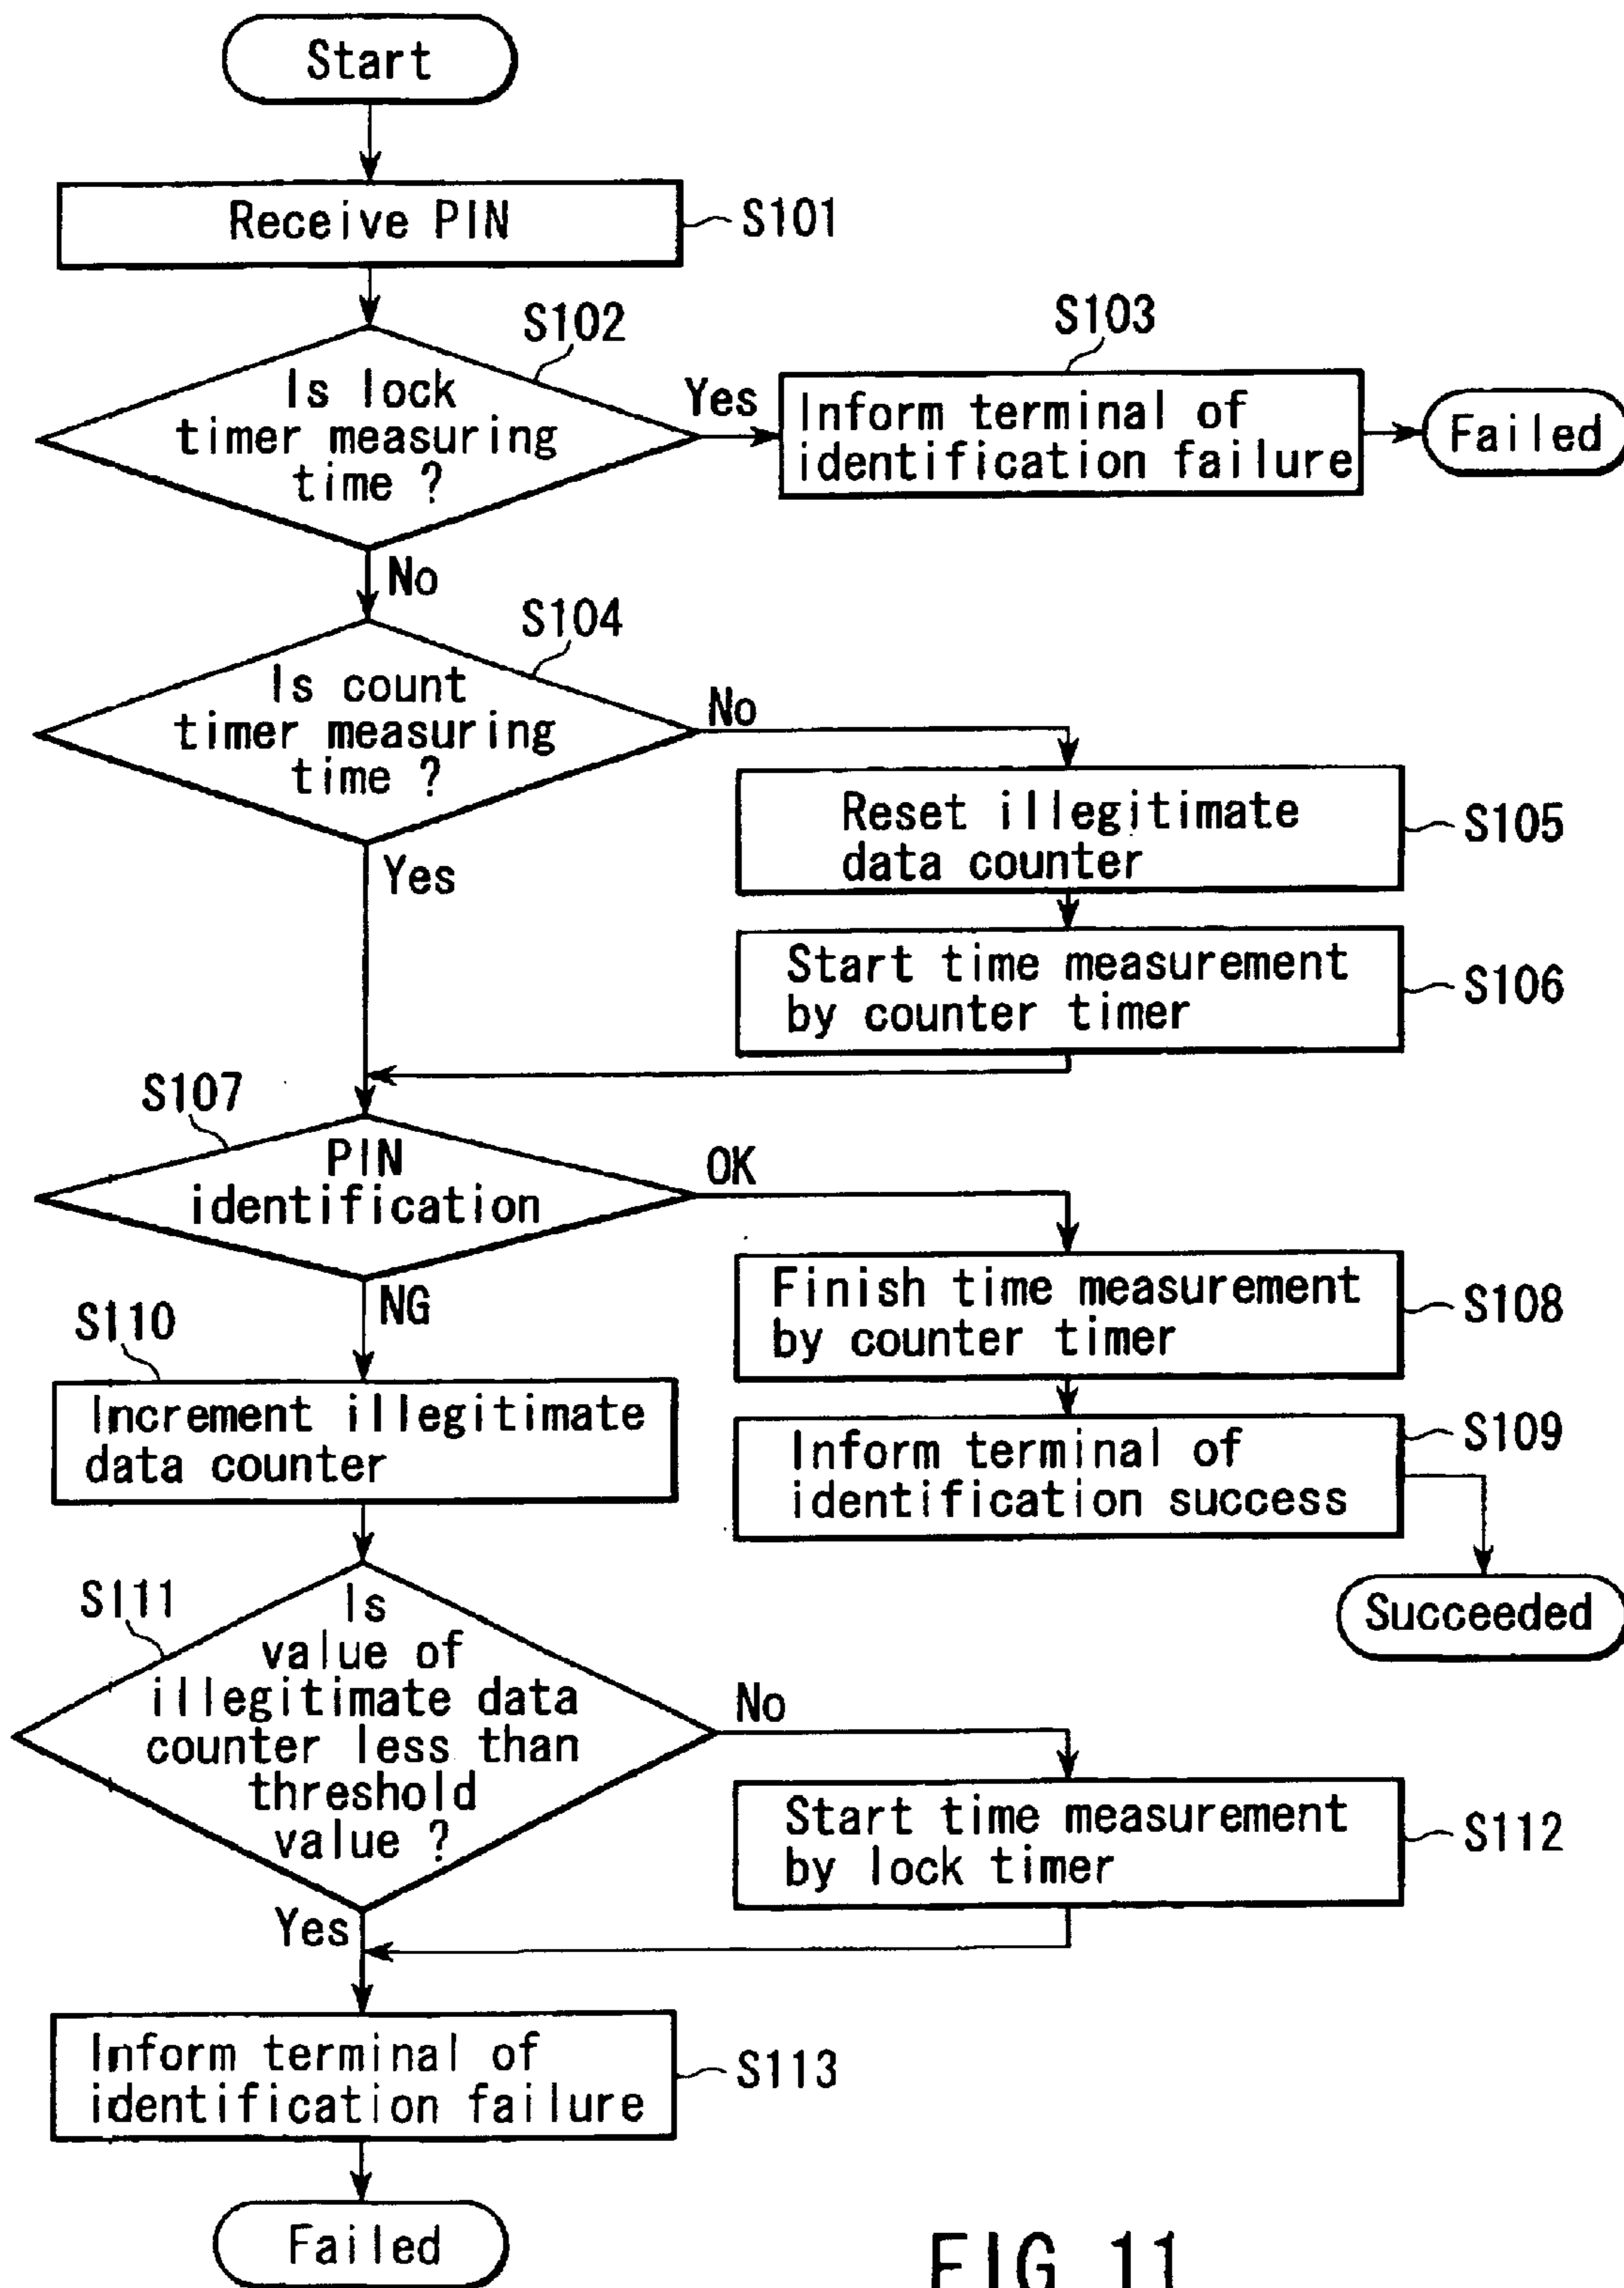 Start
Receive PIN
S101
S102
Is lock
timer measuring
time ?
Yes
S103
Inform terminal of
identification failure
Failed
No
S104
Is count
timer measuring
time ?
No
Reset illegitimate
data counter
S105
Yes
Start time measurement
by counter timer
S106
S107
PIN
identification
OK
Finish time measurement
by counter timer
S108
NG
S110
Increment illegitimate
data counter
Inform terminal of
identification success
S109
Succeeded
S111
Is
value of
illegitimate data
counter less than
threshold
value ?
No
Start time measurement
by lock timer
S112
Yes
Inform terminal of
identification failure
S113
Failed
FIG. 11